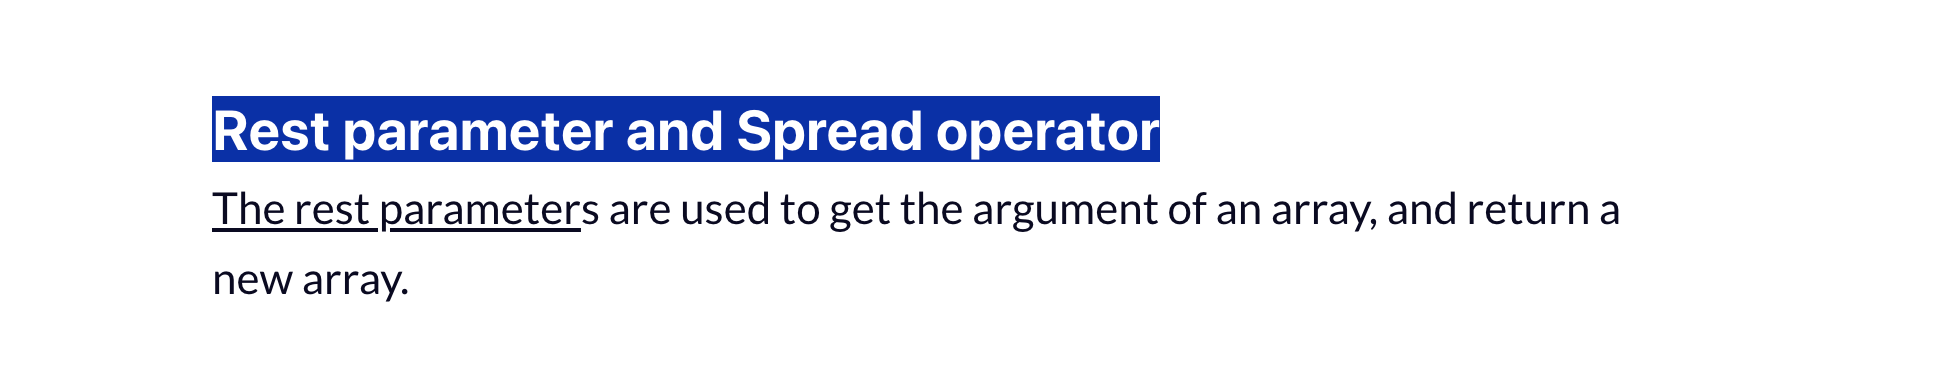 Rest parameter and Spread operator
The rest parameters are used to get the argument of an array, and return a
new array.